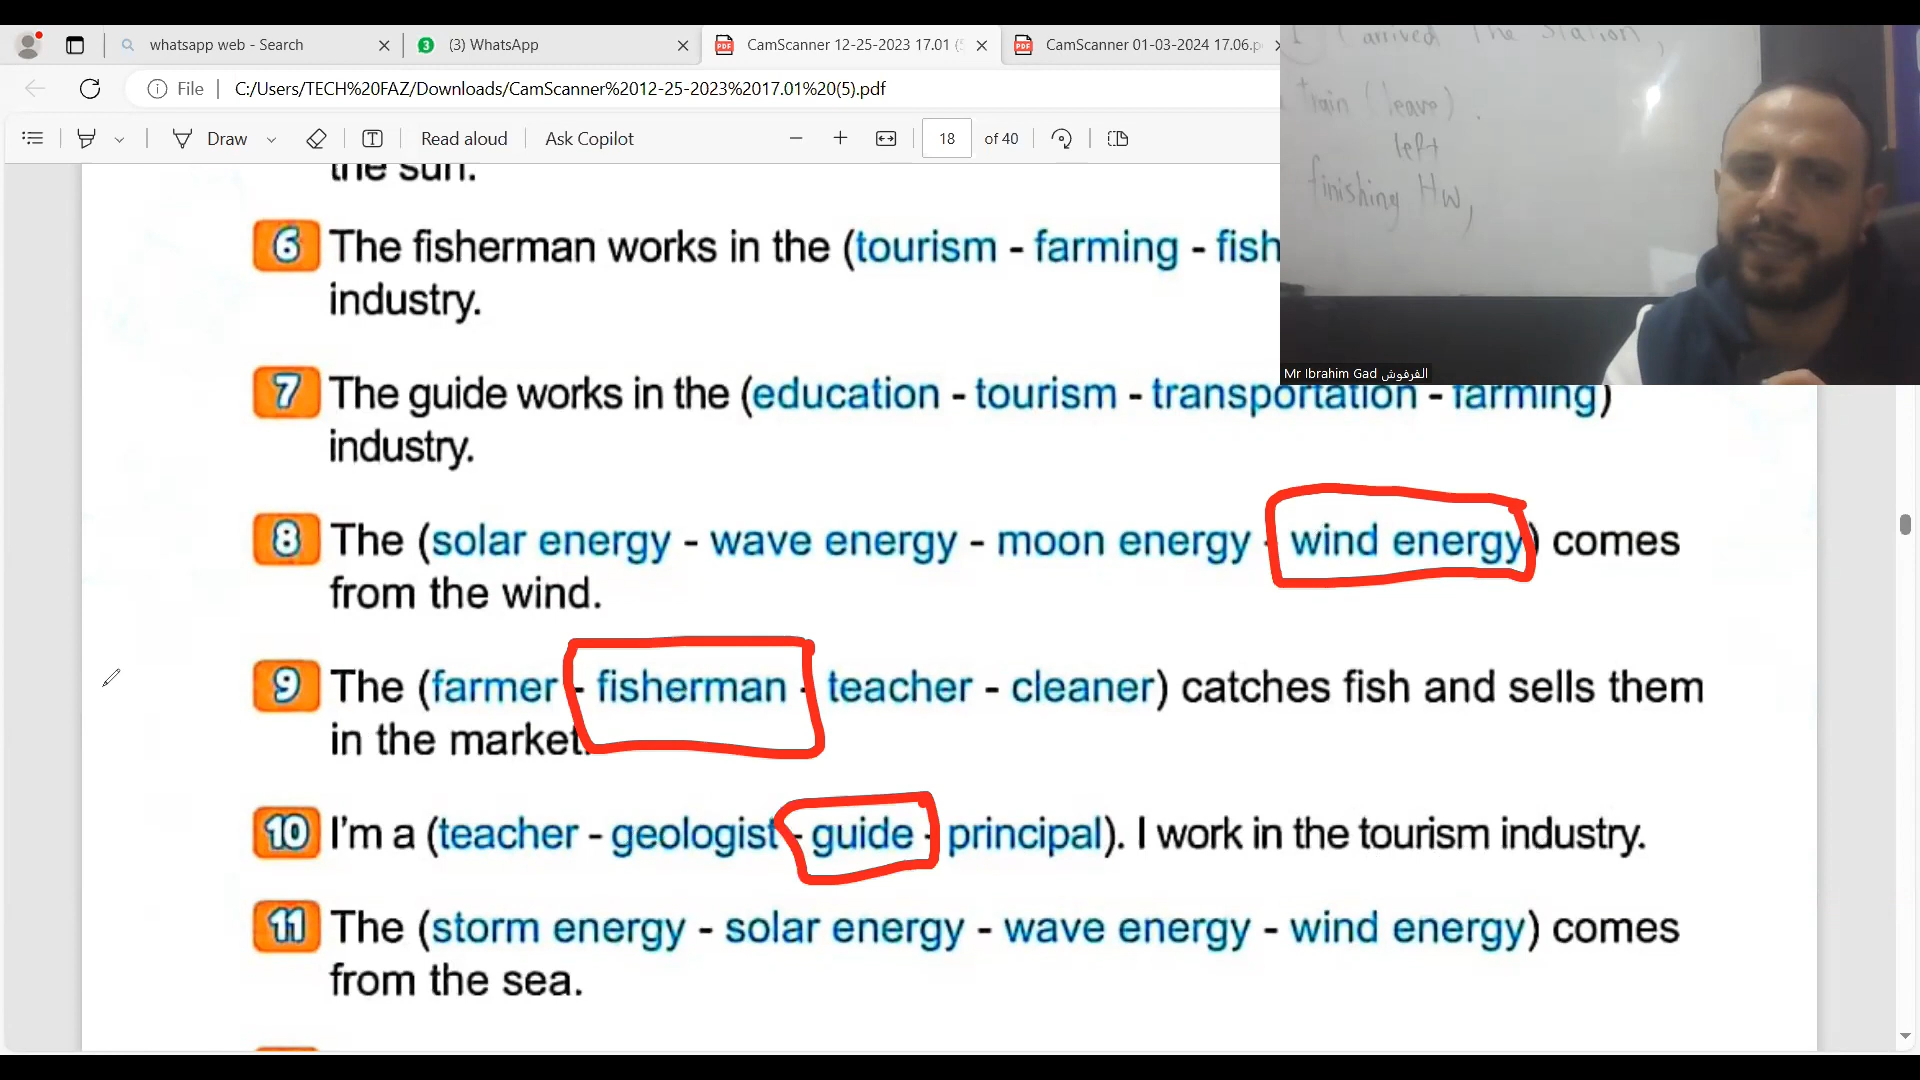 whatsapp web - Search
3 (3) WhatsApp
CamScanner 12-25-2023 17.01 (5
CamScanner 01-03-2024 17.06.p
File C:/Users/TECH%20FAZ/Downloads/CamScanner%2012-25-2023%2017.01%20(5).pdf
Draw T Read aloud Ask Copilot 18 of 40
arrived The Station,
train (leave).
left
finishing Hw,
Mr Ibrahim Gad الفرفوش
the sun.
6 The fisherman works in the (tourism - farming - fish
industry.
7 The guide works in the (education - tourism - transportation - farming)
industry.
8 The (solar energy - wave energy - moon energy - wind energy) comes
from the wind.
9 The (farmer - fisherman - teacher - cleaner) catches fish and sells them
in the market.
10 I'm a (teacher - geologist - guide - principal). I work in the tourism industry.
11 The (storm energy - solar energy - wave energy - wind energy) comes
from the sea.